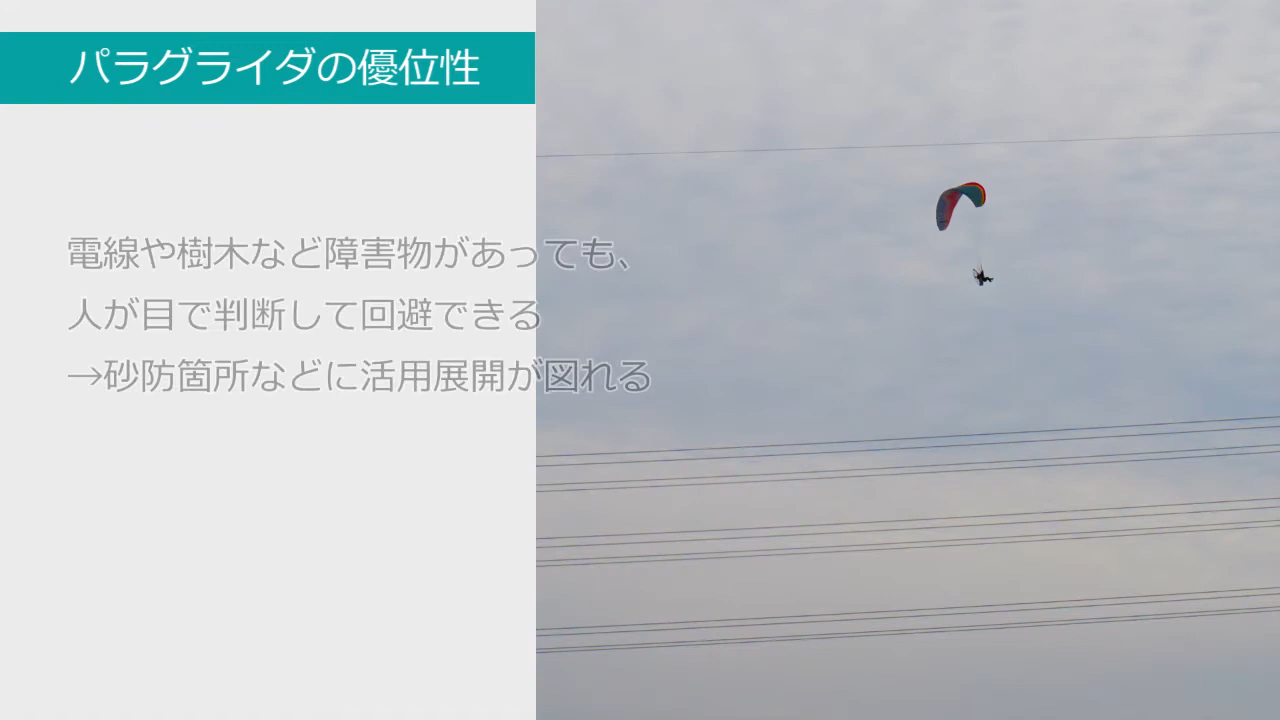 パラグライダの優位性
電線や樹木など障害物があっても、
人が目で判断して回避できる
→砂防箇所などに活用展開が図れる